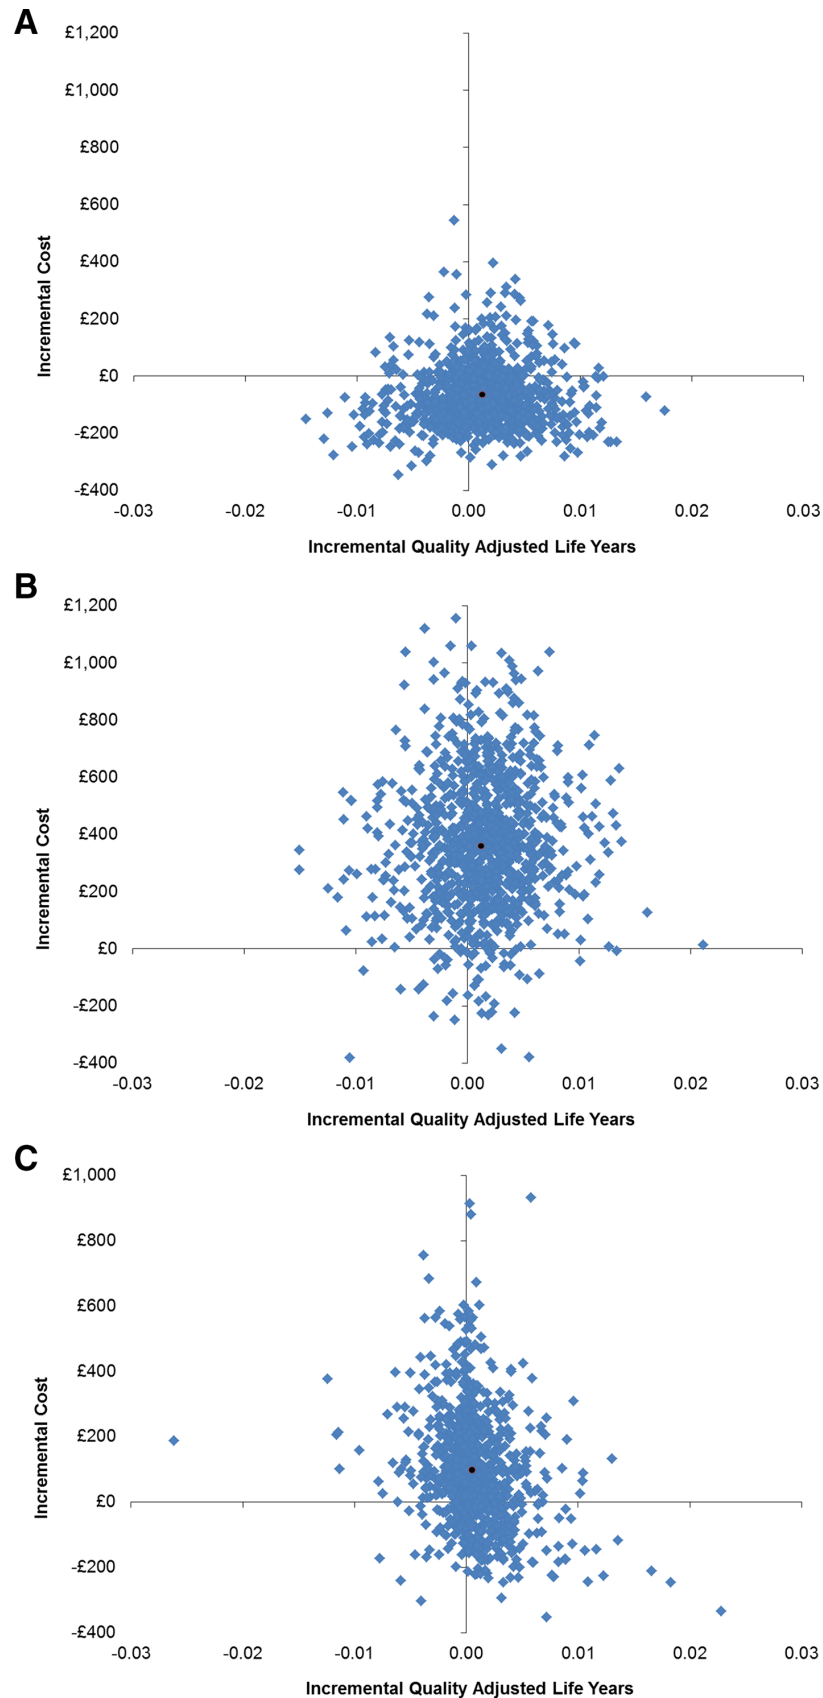 A
£1,200
£1,000
£800
£600
£400
£200
£0
-£200
-£400
-0.03 -0.02 -0.01 0.00 0.01 0.02 0.03
Incremental Cost
Incremental Quality Adjusted Life Years
B
£1,200
£1,000
£800
£600
£400
£200
£0
-£200
-£400
-0.03 -0.02 -0.01 0.00 0.01 0.02 0.03
Incremental Cost
Incremental Quality Adjusted Life Years
C
£1,000
£800
£600
£400
£200
£0
-£200
-£400
-0.03 -0.02 -0.01 0.00 0.01 0.02 0.03
Incremental Cost
Incremental Quality Adjusted Life Years